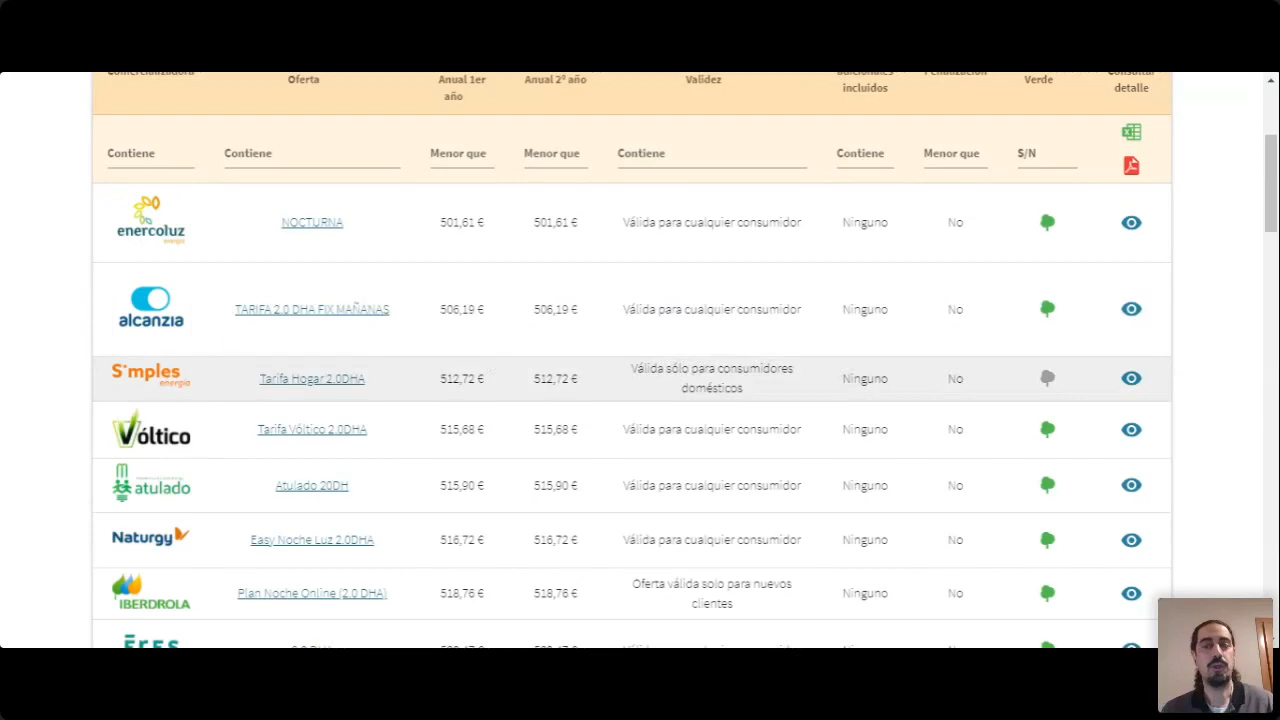 Comercializadora
Oferta
Anual 1er
año
Anual 2º año
Validez
adicionales
incluidos
Penalización
Verde
Consultar
detalle
Contiene
Contiene
Menor que
Menor que
Contiene
Contiene
Menor que
S/N
enercoluz
energía
NOCTURNA
501,61 €
501,61 €
Válida para cualquier consumidor
Ninguno
No
alcanzia
TARIFA 2.0 DHA FIX MAÑANAS
506,19 €
506,19 €
Válida para cualquier consumidor
Ninguno
No
Simples
energía
Tarifa Hogar 2.0DHA
512,72 €
512,72 €
Válida sólo para consumidores
domésticos
Ninguno
No
Vóltico
Tarifa Vóltico 2.0DHA
515,68 €
515,68 €
Válida para cualquier consumidor
Ninguno
No
atulado
Atulado 20DH
515,90 €
515,90 €
Válida para cualquier consumidor
Ninguno
No
Naturgy
Easy Noche Luz 2.0DHA
516,72 €
516,72 €
Válida para cualquier consumidor
Ninguno
No
IBERDROLA
Plan Noche Online (2.0 DHA)
518,76 €
518,76 €
Oferta válida solo para nuevos
clientes
Ninguno
No